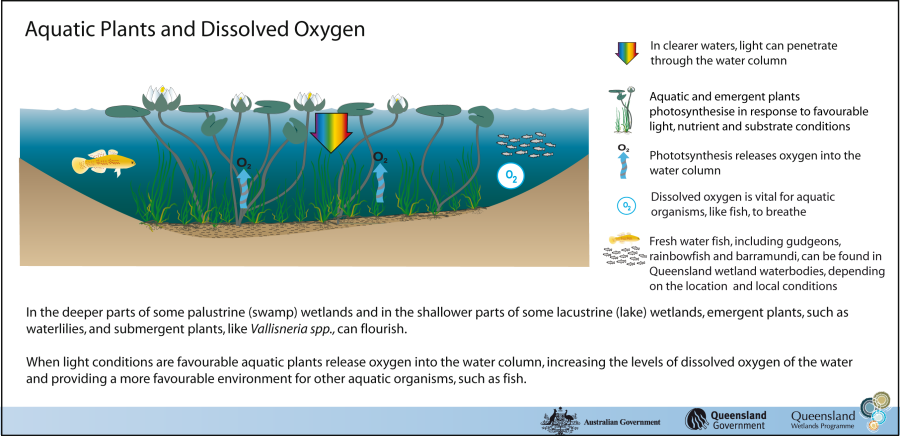 Aquatic Plants and Dissolved Oxygen
In clearer waters, light can penetrate
through the water column
Aquatic and emergent plants
photosynthesise in response to favourable
light, nutrient and substrate conditions
O₂
Phototsynthesis releases oxygen into the
water column
O₂
Dissolved oxygen is vital for aquatic
organisms, like fish, to breathe
Fresh water fish, including gudgeons,
rainbowfish and barramundi, can be found in
Queensland wetland waterbodies, depending
on the location and local conditions
O₂
O₂
O₂
In the deeper parts of some palustrine (swamp) wetlands and in the shallower parts of some lacustrine (lake) wetlands, emergent plants, such as
waterlilies, and submergent plants, like Vallisneria spp., can flourish.
When light conditions are favourable aquatic plants release oxygen into the water column, increasing the levels of dissolved oxygen of the water
and providing a more favourable environment for other aquatic organisms, such as fish.
Australian Government
Queensland
Government
Queensland
Wetlands Programme